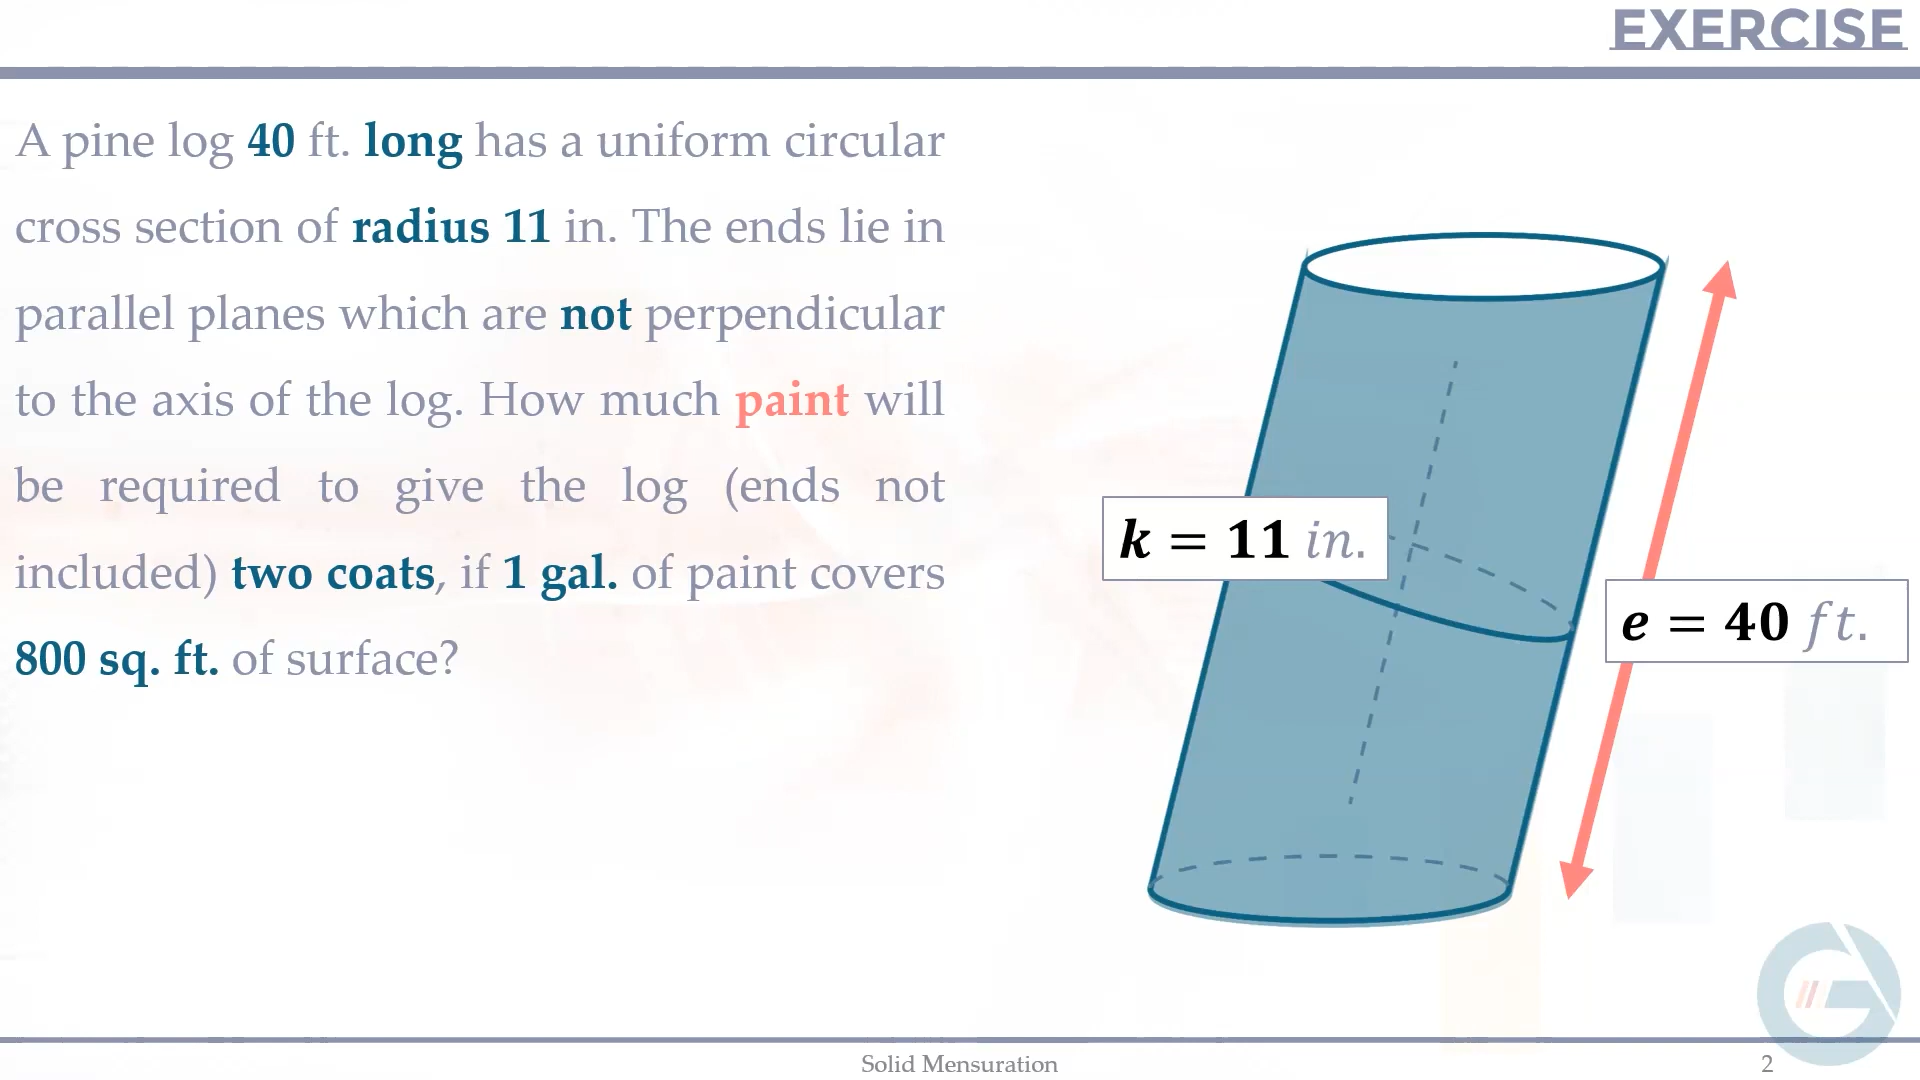 EXERCISE
A pine log 40 ft. long has a uniform circular
cross section of radius 11 in. The ends lie in
parallel planes which are not perpendicular
to the axis of the log. How much paint will
be required to give the log (ends not
included) two coats, if 1 gal. of paint covers
800 sq. ft. of surface?
k = 11 in.
e = 40 ft.
Solid Mensuration
2